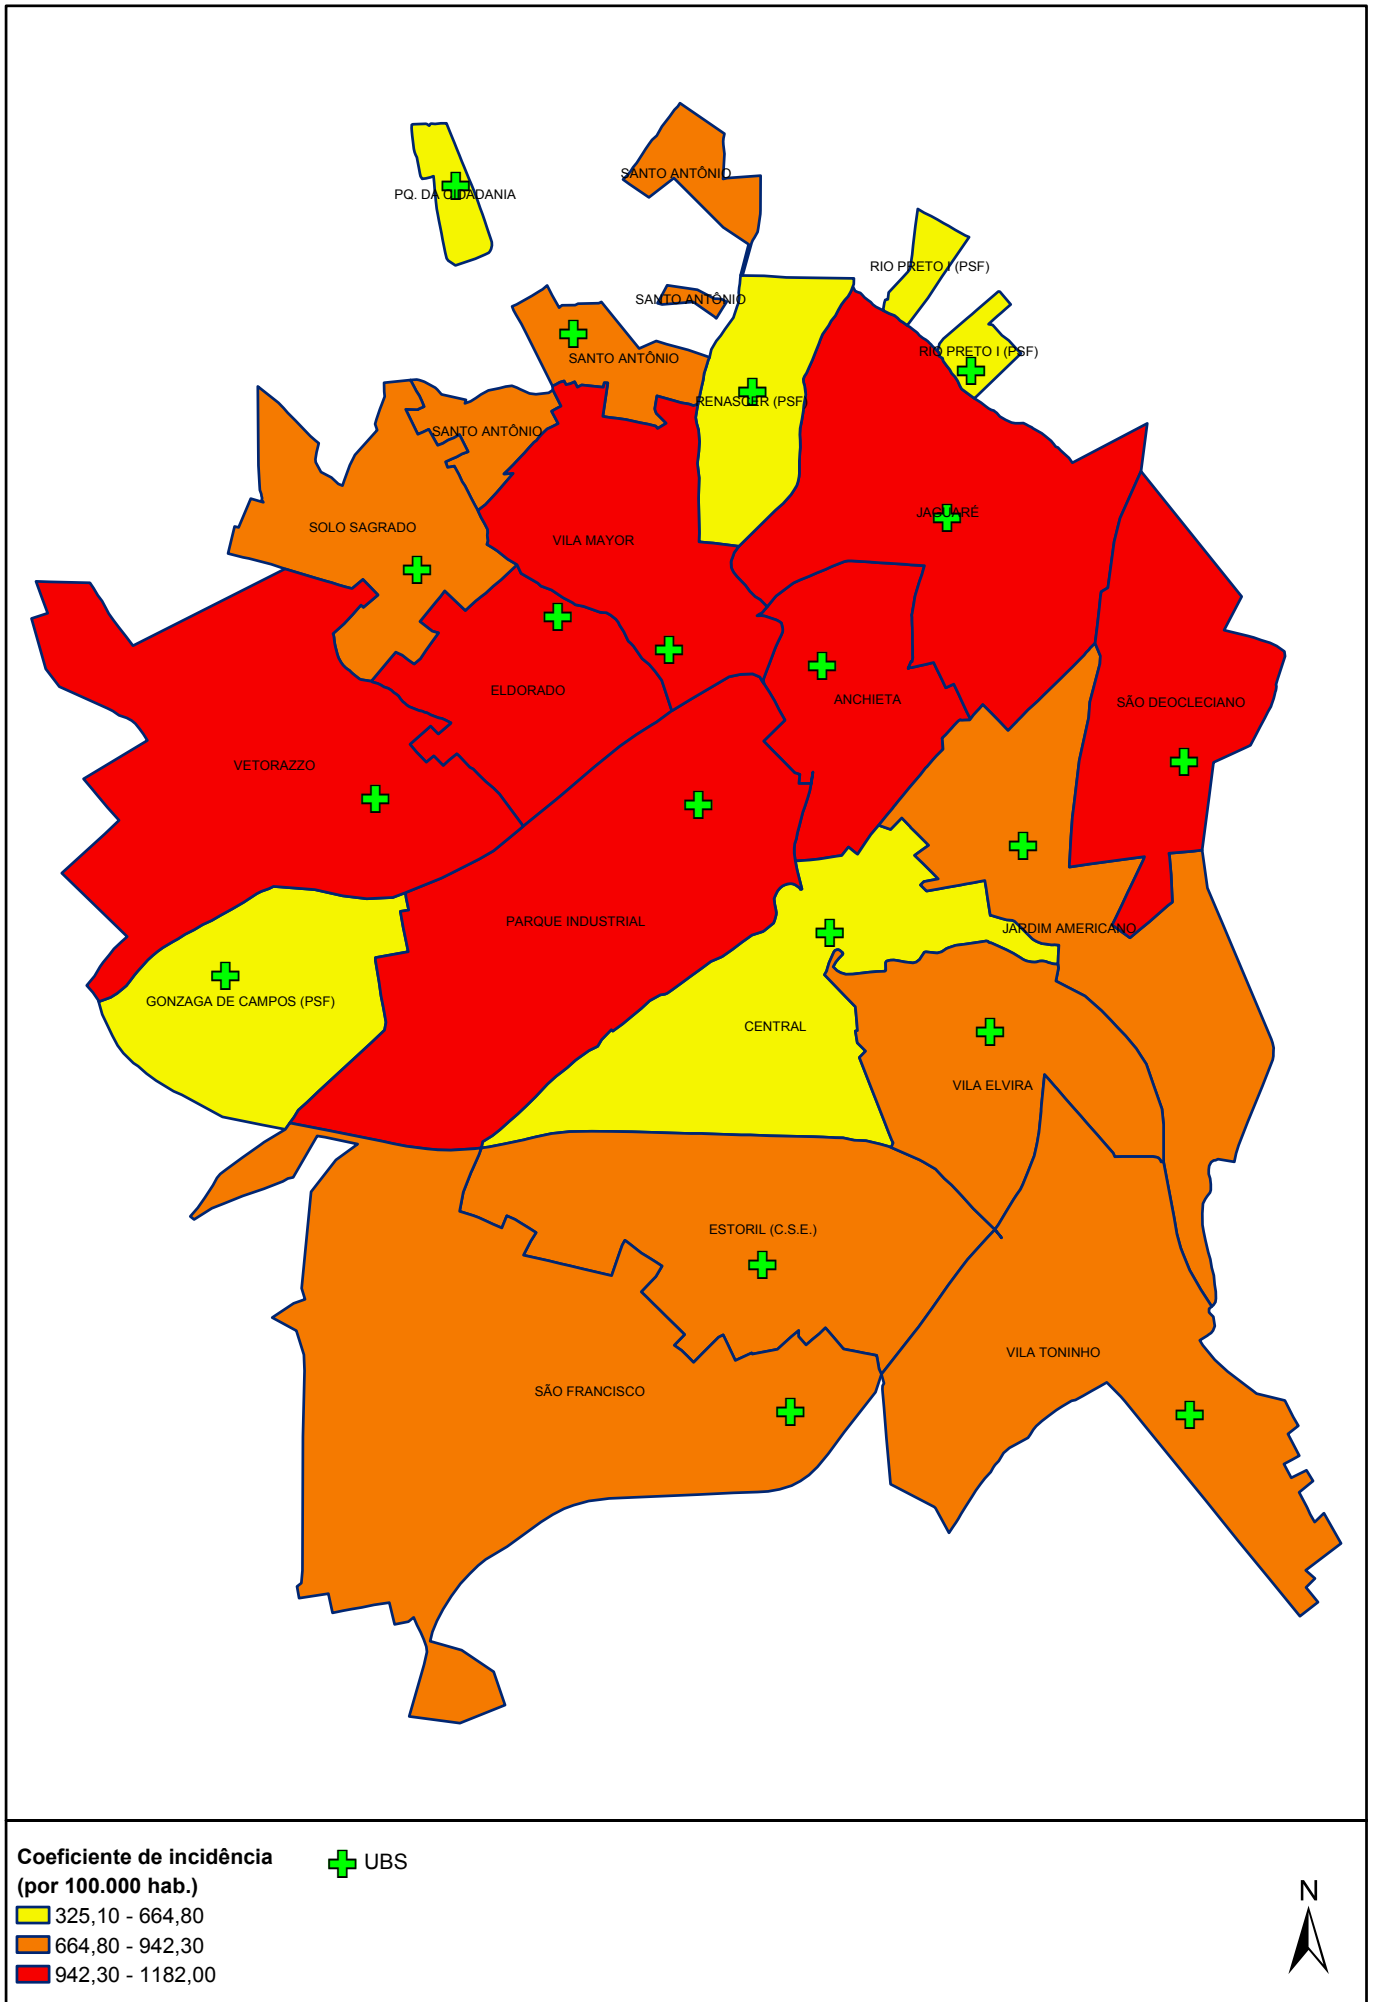 SANTO ANTÔNIO
PQ. DA CIDADANIA
RIO PRETO I (PSF)
SANTO ANTÔNIO
RIO PRETO I (PSF)
SANTO ANTÔNIO
RENASCER (PSF)
SANTO ANTÔNIO
JAGUARÉ
SOLO SAGRADO
VILA MAYOR
ELDORADO
ANCHIETA
SÃO DEOCLECIANO
VETORAZZO
PARQUE INDUSTRIAL
JARDIM AMERICANO
GONZAGA DE CAMPOS (PSF)
CENTRAL
VILA ELVIRA
ESTORIL (C.S.E.)
VILA TONINHO
SÃO FRANCISCO
Coeficiente de incidência
(por 100.000 hab.)
325,10 - 664,80
664,80 - 942,30
942,30 - 1182,00
UBS
N